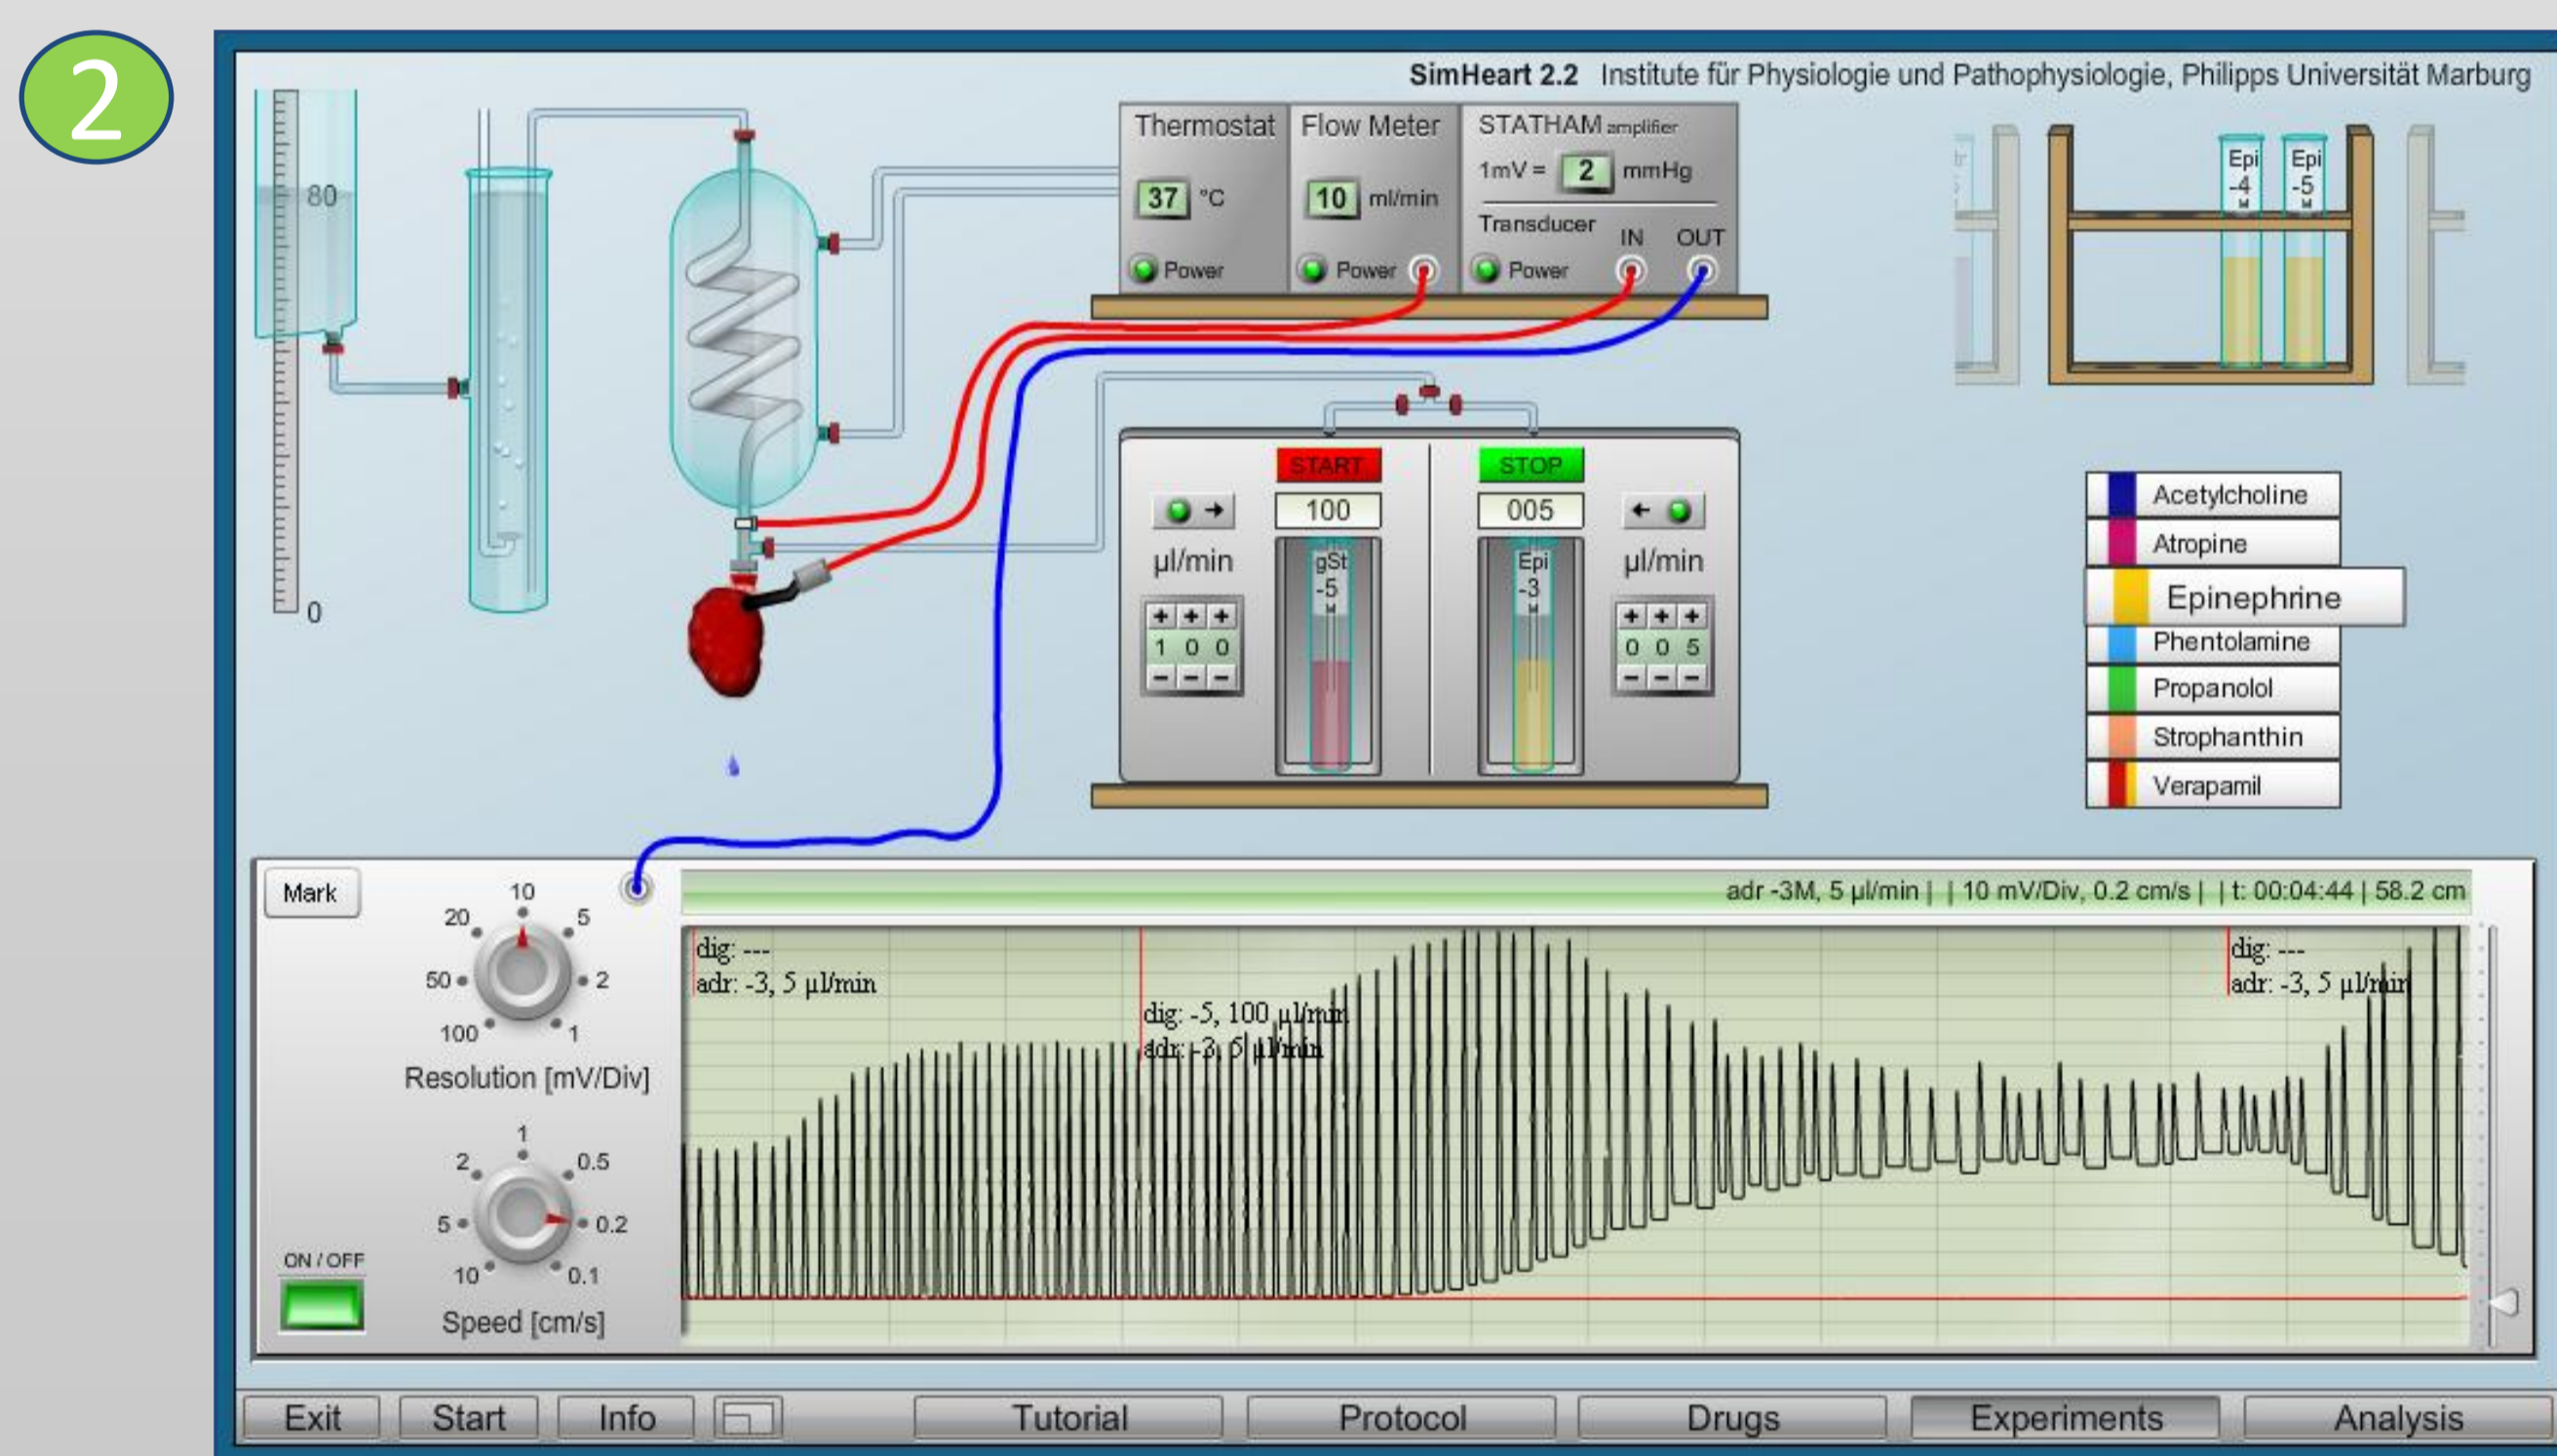 2
SimHeart 2.2 Institute für Physiologie und Pathophysiologie, Philipps Universität Marburg
80
0
Thermostat
37 °C
Power
Flow Meter
10 ml/min
Power
STATHAM amplifier
1mV = 2 mmHg
Transducer
IN OUT
Power
Epi
-4
M
Epi
-5
M
START
100
µl/min
+ + +
1 0 0
- - -
gSt
-5
M
STOP
005
µl/min
+ + +
0 0 5
- - -
Epi
-3
M
Acetylcholine
Atropine
Epinephrine
Phentolamine
Propanolol
Strophanthin
Verapamil
Mark
10
20 5
50 2
100 1
Resolution [mV/Div]
1
2 0.5
5 0.2
10 0.1
Speed [cm/s]
ON / OFF
adr -3M, 5 µl/min | | 10 mV/Div, 0.2 cm/s | | t: 00:04:44 | 58.2 cm
dig: ---
adr: -3, 5 µl/min
dig: -5, 100 µl/min
adr: -3, 5 µl/min
dig: ---
adr: -3, 5 µl/min
Exit Start Info Tutorial Protocol Drugs Experiments Analysis